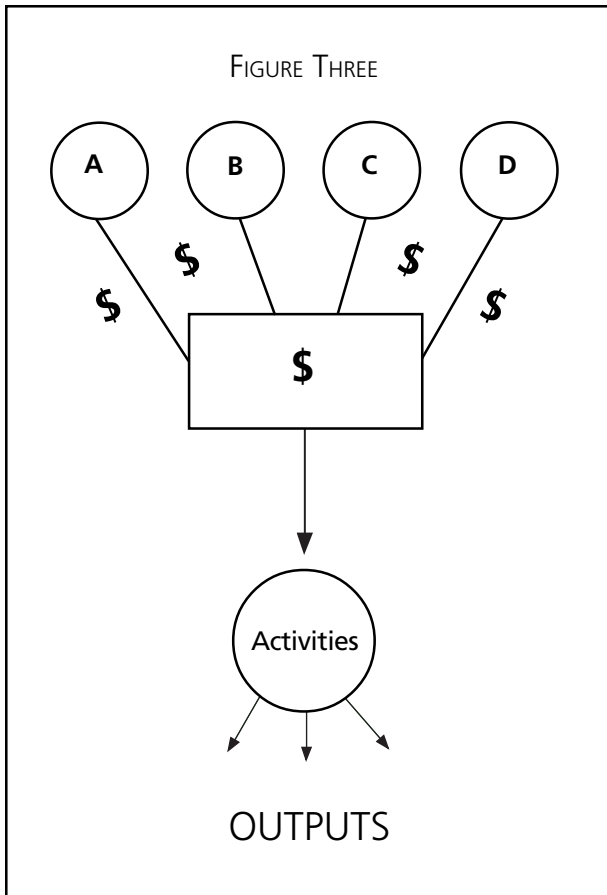 FIGURE THREE
A B C D
$ $
$ $
$
Activities
OUTPUTS